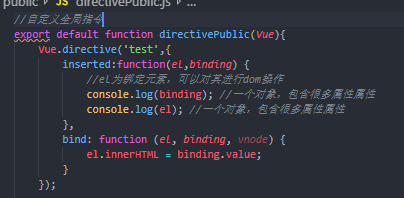 public > JS directivePublic.js > ...
//自定义全局指令
export default function directivePublic(Vue){
Vue.directive('test',{
inserted:function(el,binding) {
//el为绑定元素，可以对其进行dom操作
console.log(binding); //一个对象，包含很多属性属性
console.log(el); //一个对象，包含很多属性属性
},
bind: function (el, binding, vnode) {
el.innerHTML = binding.value;
}
});